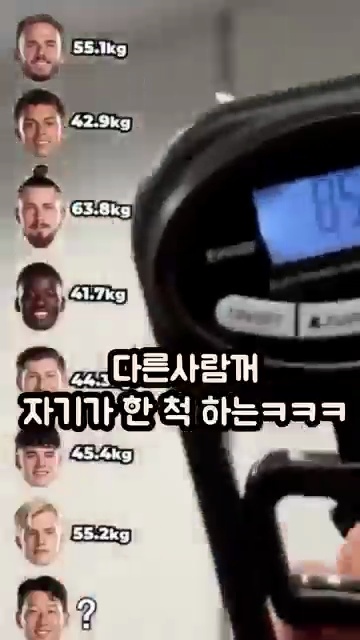 55.1kg
42.9kg
63.8kg
41.7kg
다른사람꺼
자기가 한 척 하는ㅋㅋㅋ
45.4kg
55.2kg
?